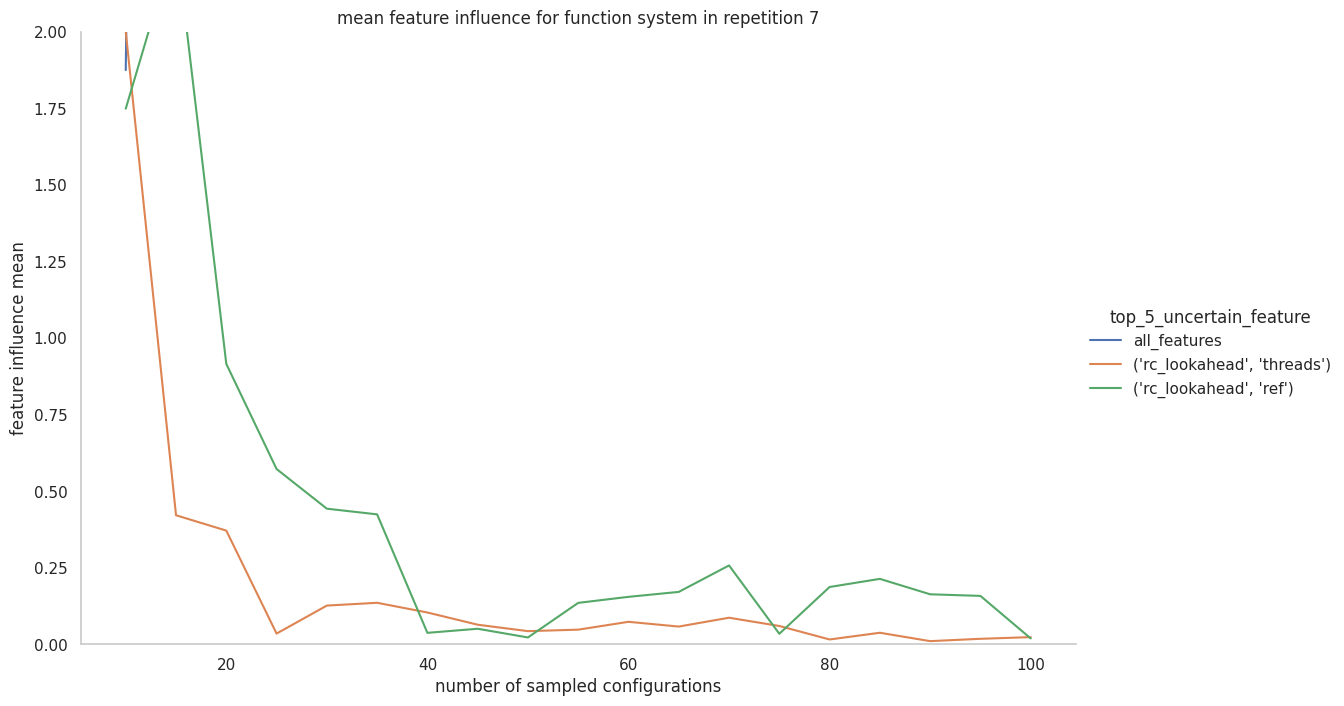 mean feature influence for function system in repetition 7
2.00
1.75
1.50
1.25
1.00
0.75
0.50
0.25
0.00
feature influence mean
20 40 60 80 100
number of sampled configurations
top_5_uncertain_feature
all_features
('rc_lookahead', 'threads')
('rc_lookahead', 'ref')